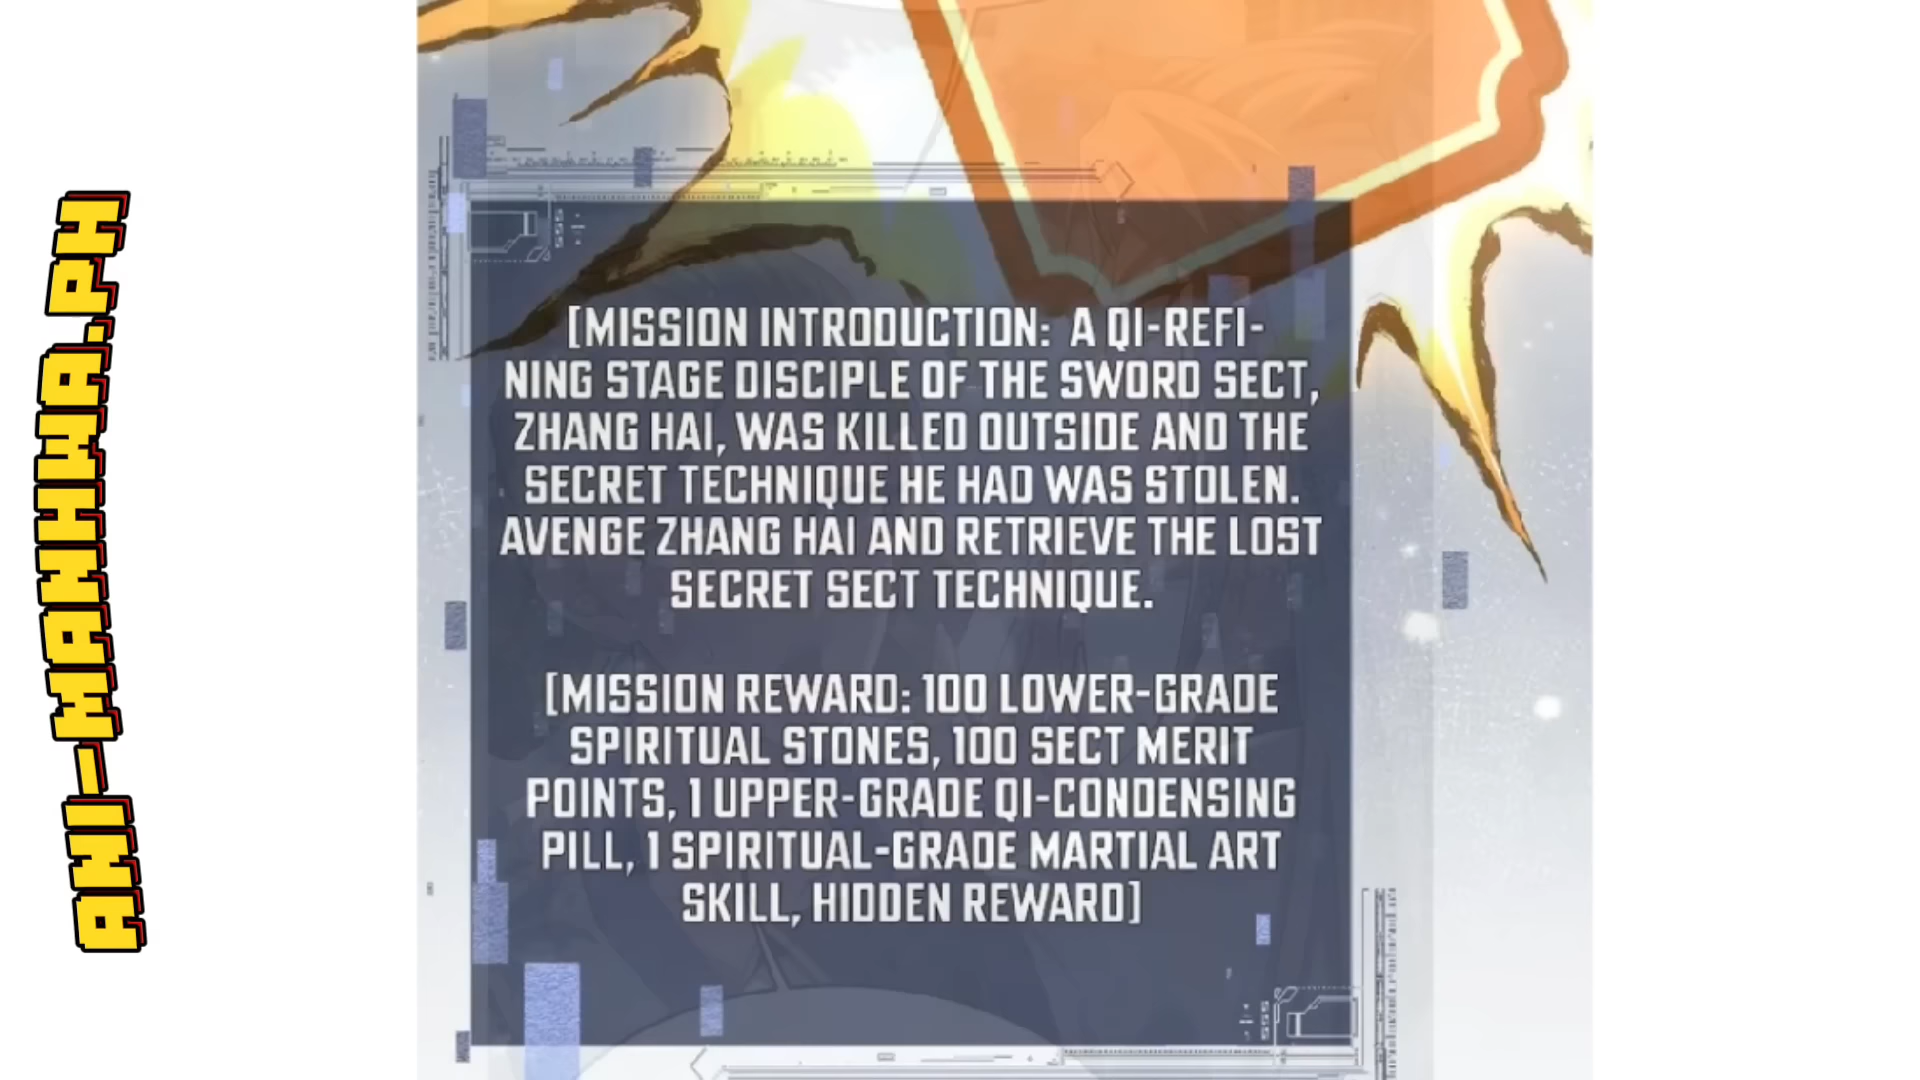 ANI-MANHWA.PH
[MISSION INTRODUCTION: A QI-REFI-
NING STAGE DISCIPLE OF THE SWORD SECT,
ZHANG HAI, WAS KILLED OUTSIDE AND THE
SECRET TECHNIQUE HE HAD WAS STOLEN.
AVENGE ZHANG HAI AND RETRIEVE THE LOST
SECRET SECT TECHNIQUE.
[MISSION REWARD: 100 LOWER-GRADE
SPIRITUAL STONES, 100 SECT MERIT
POINTS, 1 UPPER-GRADE QI-CONDENSING
PILL, 1 SPIRITUAL-GRADE MARTIAL ART
SKILL, HIDDEN REWARD]